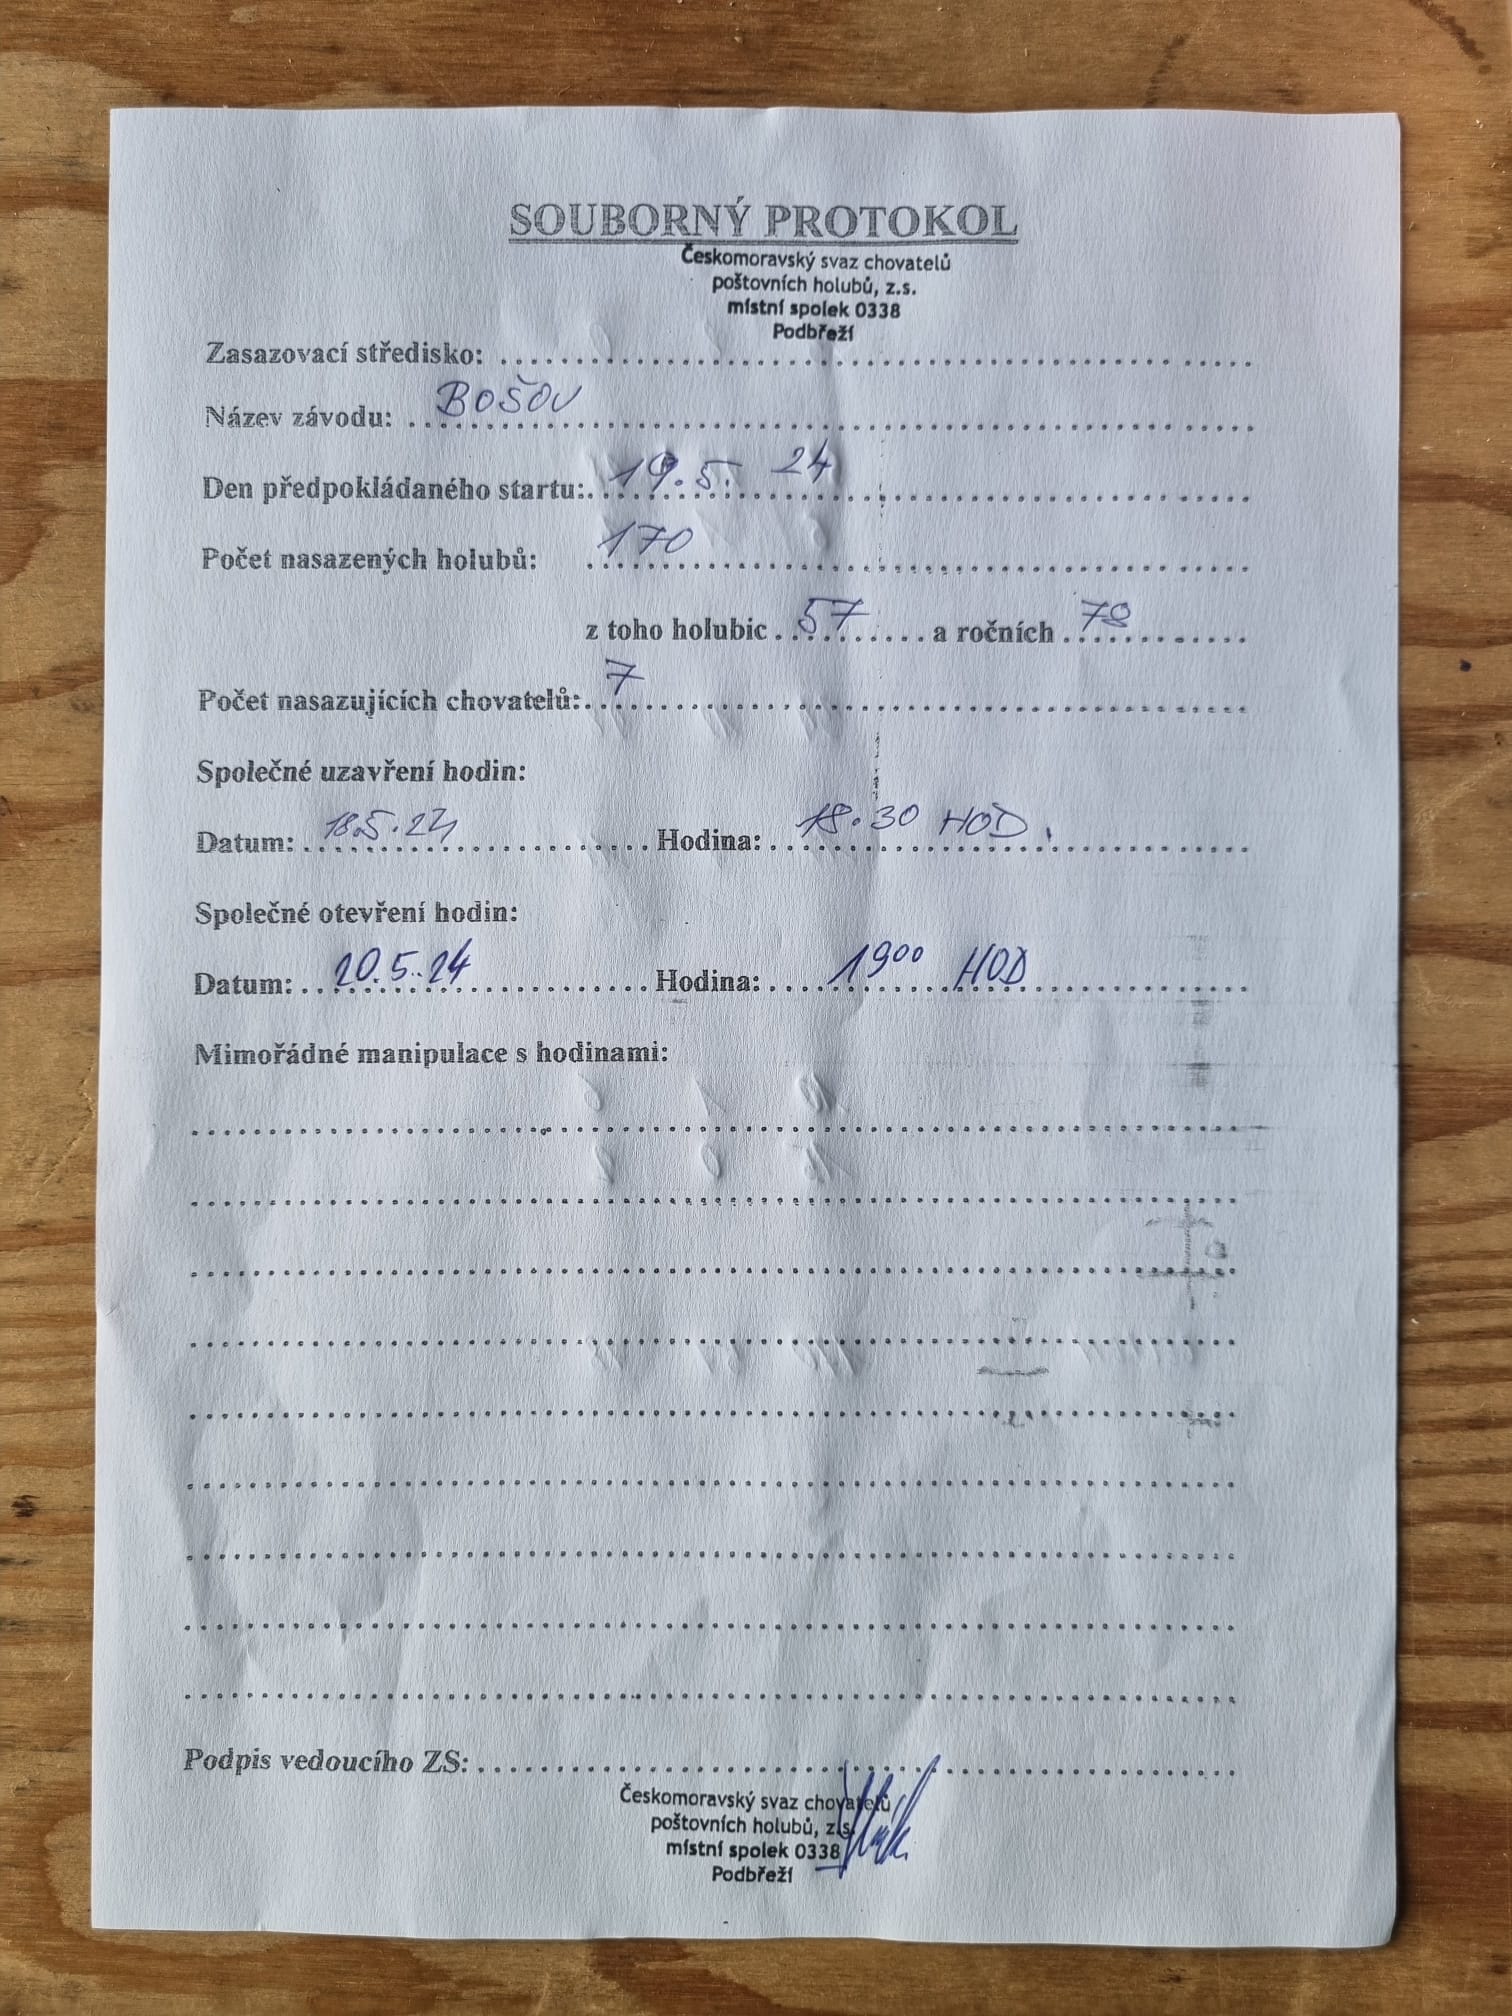 SOUBORNÝ PROTOKOL
Českomoravský svaz chovatelů
poštovních holubů, z.s.
místní spolek 0338
Podbřeží
Zasazovací středisko:
Název závodu: BOŠOV
Den předpokládaného startu: 19.5. 24
Počet nasazených holubů: 170
z toho holubic 57 a ročních 78
Počet nasazujících chovatelů: 7
Společné uzavření hodin:
Datum: 18.5.24 Hodina: 18.30 HOD.
Společné otevření hodin:
Datum: 20.5.24 Hodina: 19⁰⁰ HOD
Mimořádné manipulace s hodinami:
Podpis vedoucího ZS:
Českomoravský svaz chovatelů
poštovních holubů, z.s.
místní spolek 0338
Podbřeží